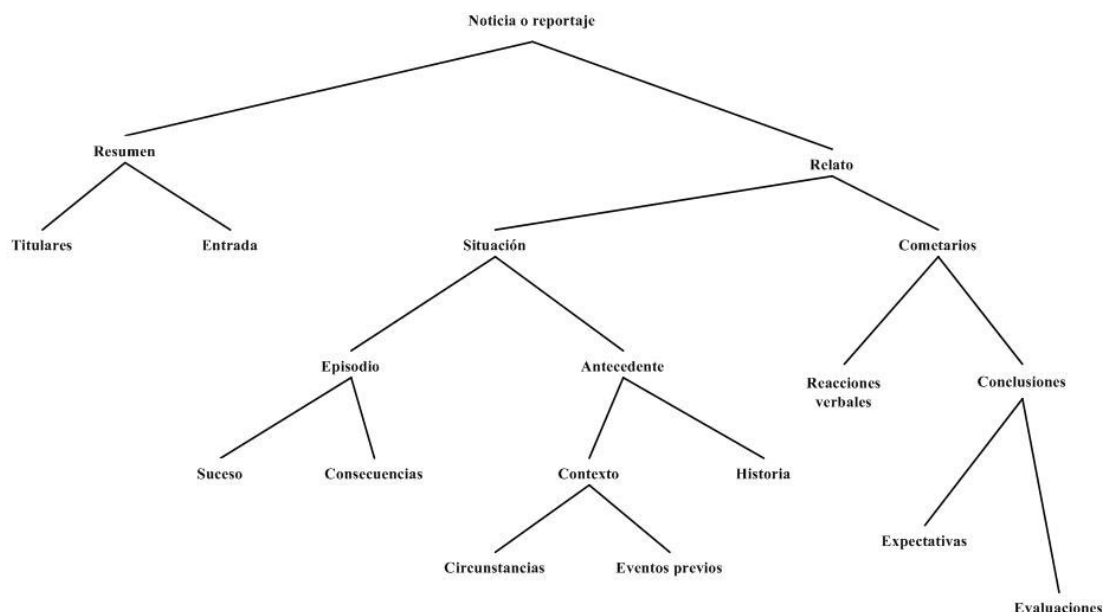 Noticia o reportaje
Resumen
Relato
Titulares
Entrada
Situación
Cometarios
Episodio
Antecedente
Reacciones
verbales
Conclusiones
Suceso
Consecuencias
Contexto
Historia
Expectativas
Circunstancias
Eventos previos
Evaluaciones